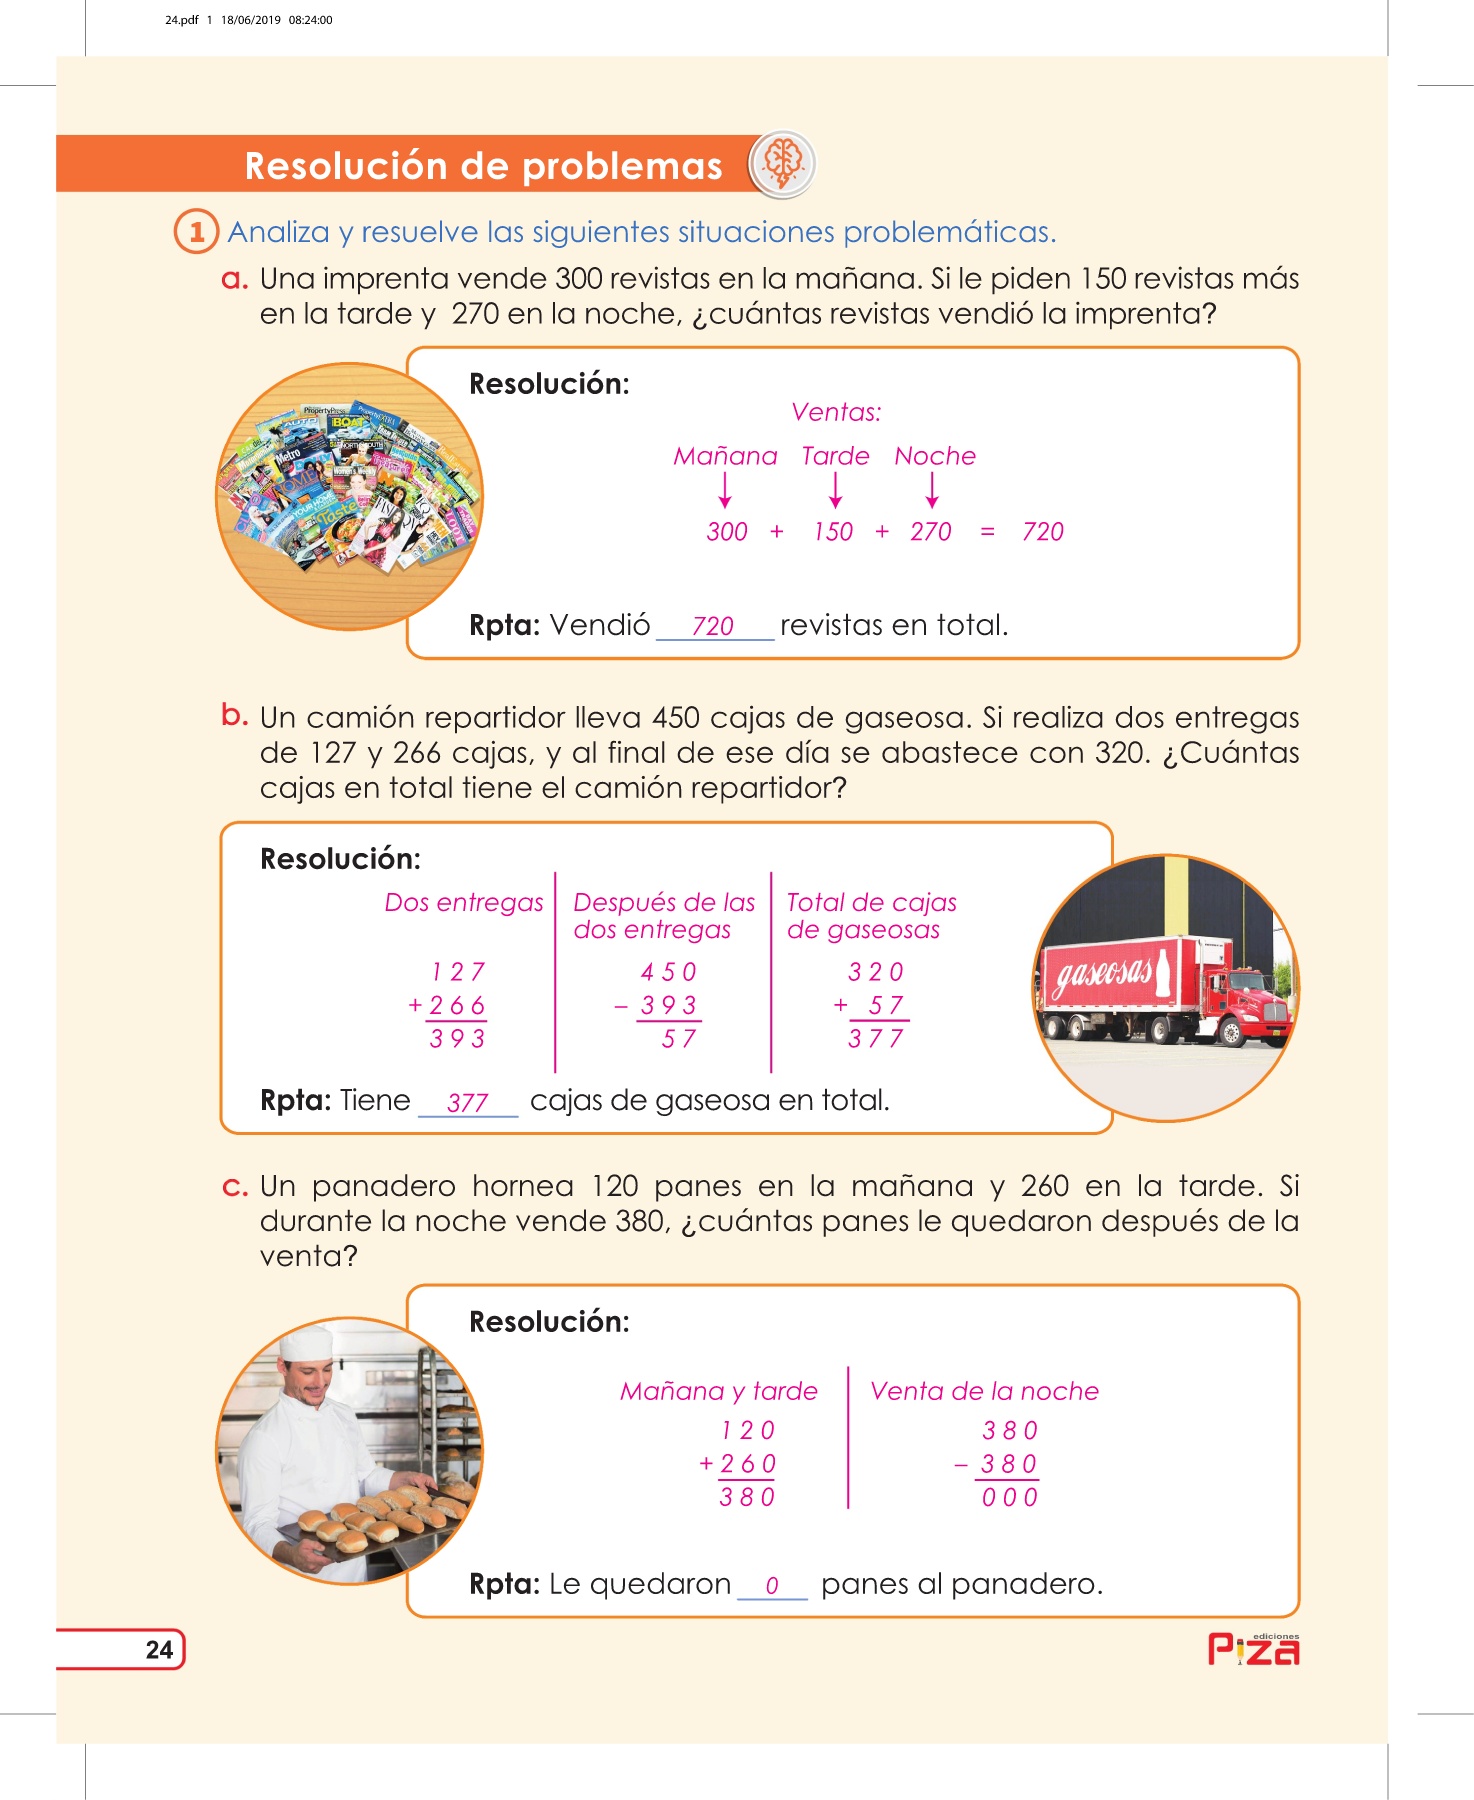 24.pdf 1 18/06/2019 08:24:00
Resolución de problemas
1 Analiza y resuelve las siguientes situaciones problemáticas.
a. Una imprenta vende 300 revistas en la mañana. Si le piden 150 revistas más
en la tarde y 270 en la noche, ¿cuántas revistas vendió la imprenta?
Resolución:
Ventas:
Mañana Tarde Noche
300 + 150 + 270 = 720
Rpta: Vendió 720 revistas en total.
b. Un camión repartidor lleva 450 cajas de gaseosa. Si realiza dos entregas
de 127 y 266 cajas, y al final de ese día se abastece con 320. ¿Cuántas
cajas en total tiene el camión repartidor?
Resolución:
Dos entregas
127
+266
393
Después de las
dos entregas
450
– 393
57
Total de cajas
de gaseosas
320
+ 57
377
gaseosas
Rpta: Tiene 377 cajas de gaseosa en total.
c. Un panadero hornea 120 panes en la mañana y 260 en la tarde. Si
durante la noche vende 380, ¿cuántas panes le quedaron después de la
venta?
Resolución:
Mañana y tarde
120
+260
380
Venta de la noche
380
– 380
000
Rpta: Le quedaron 0 panes al panadero.
24
ediciones
Piza